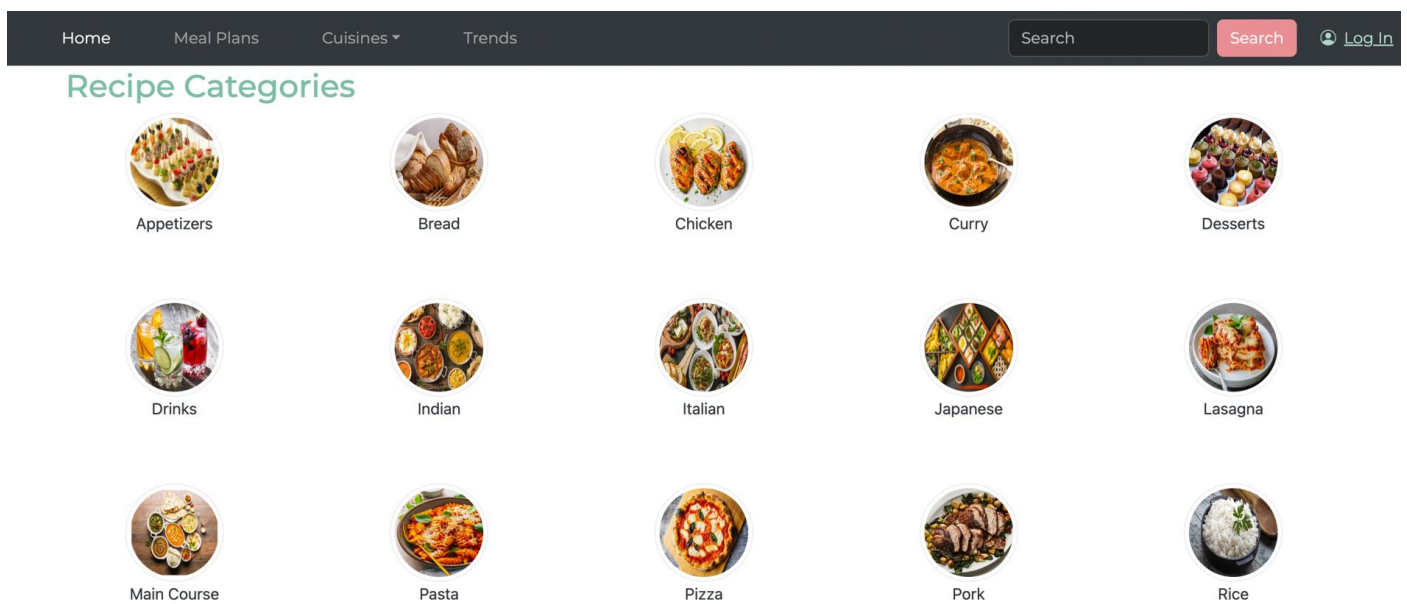 Home Meal Plans Cuisines Trends Search Search Log In
Recipe Categories
Appetizers Bread Chicken Curry Desserts
Drinks Indian Italian Japanese Lasagna
Main Course Pasta Pizza Pork Rice